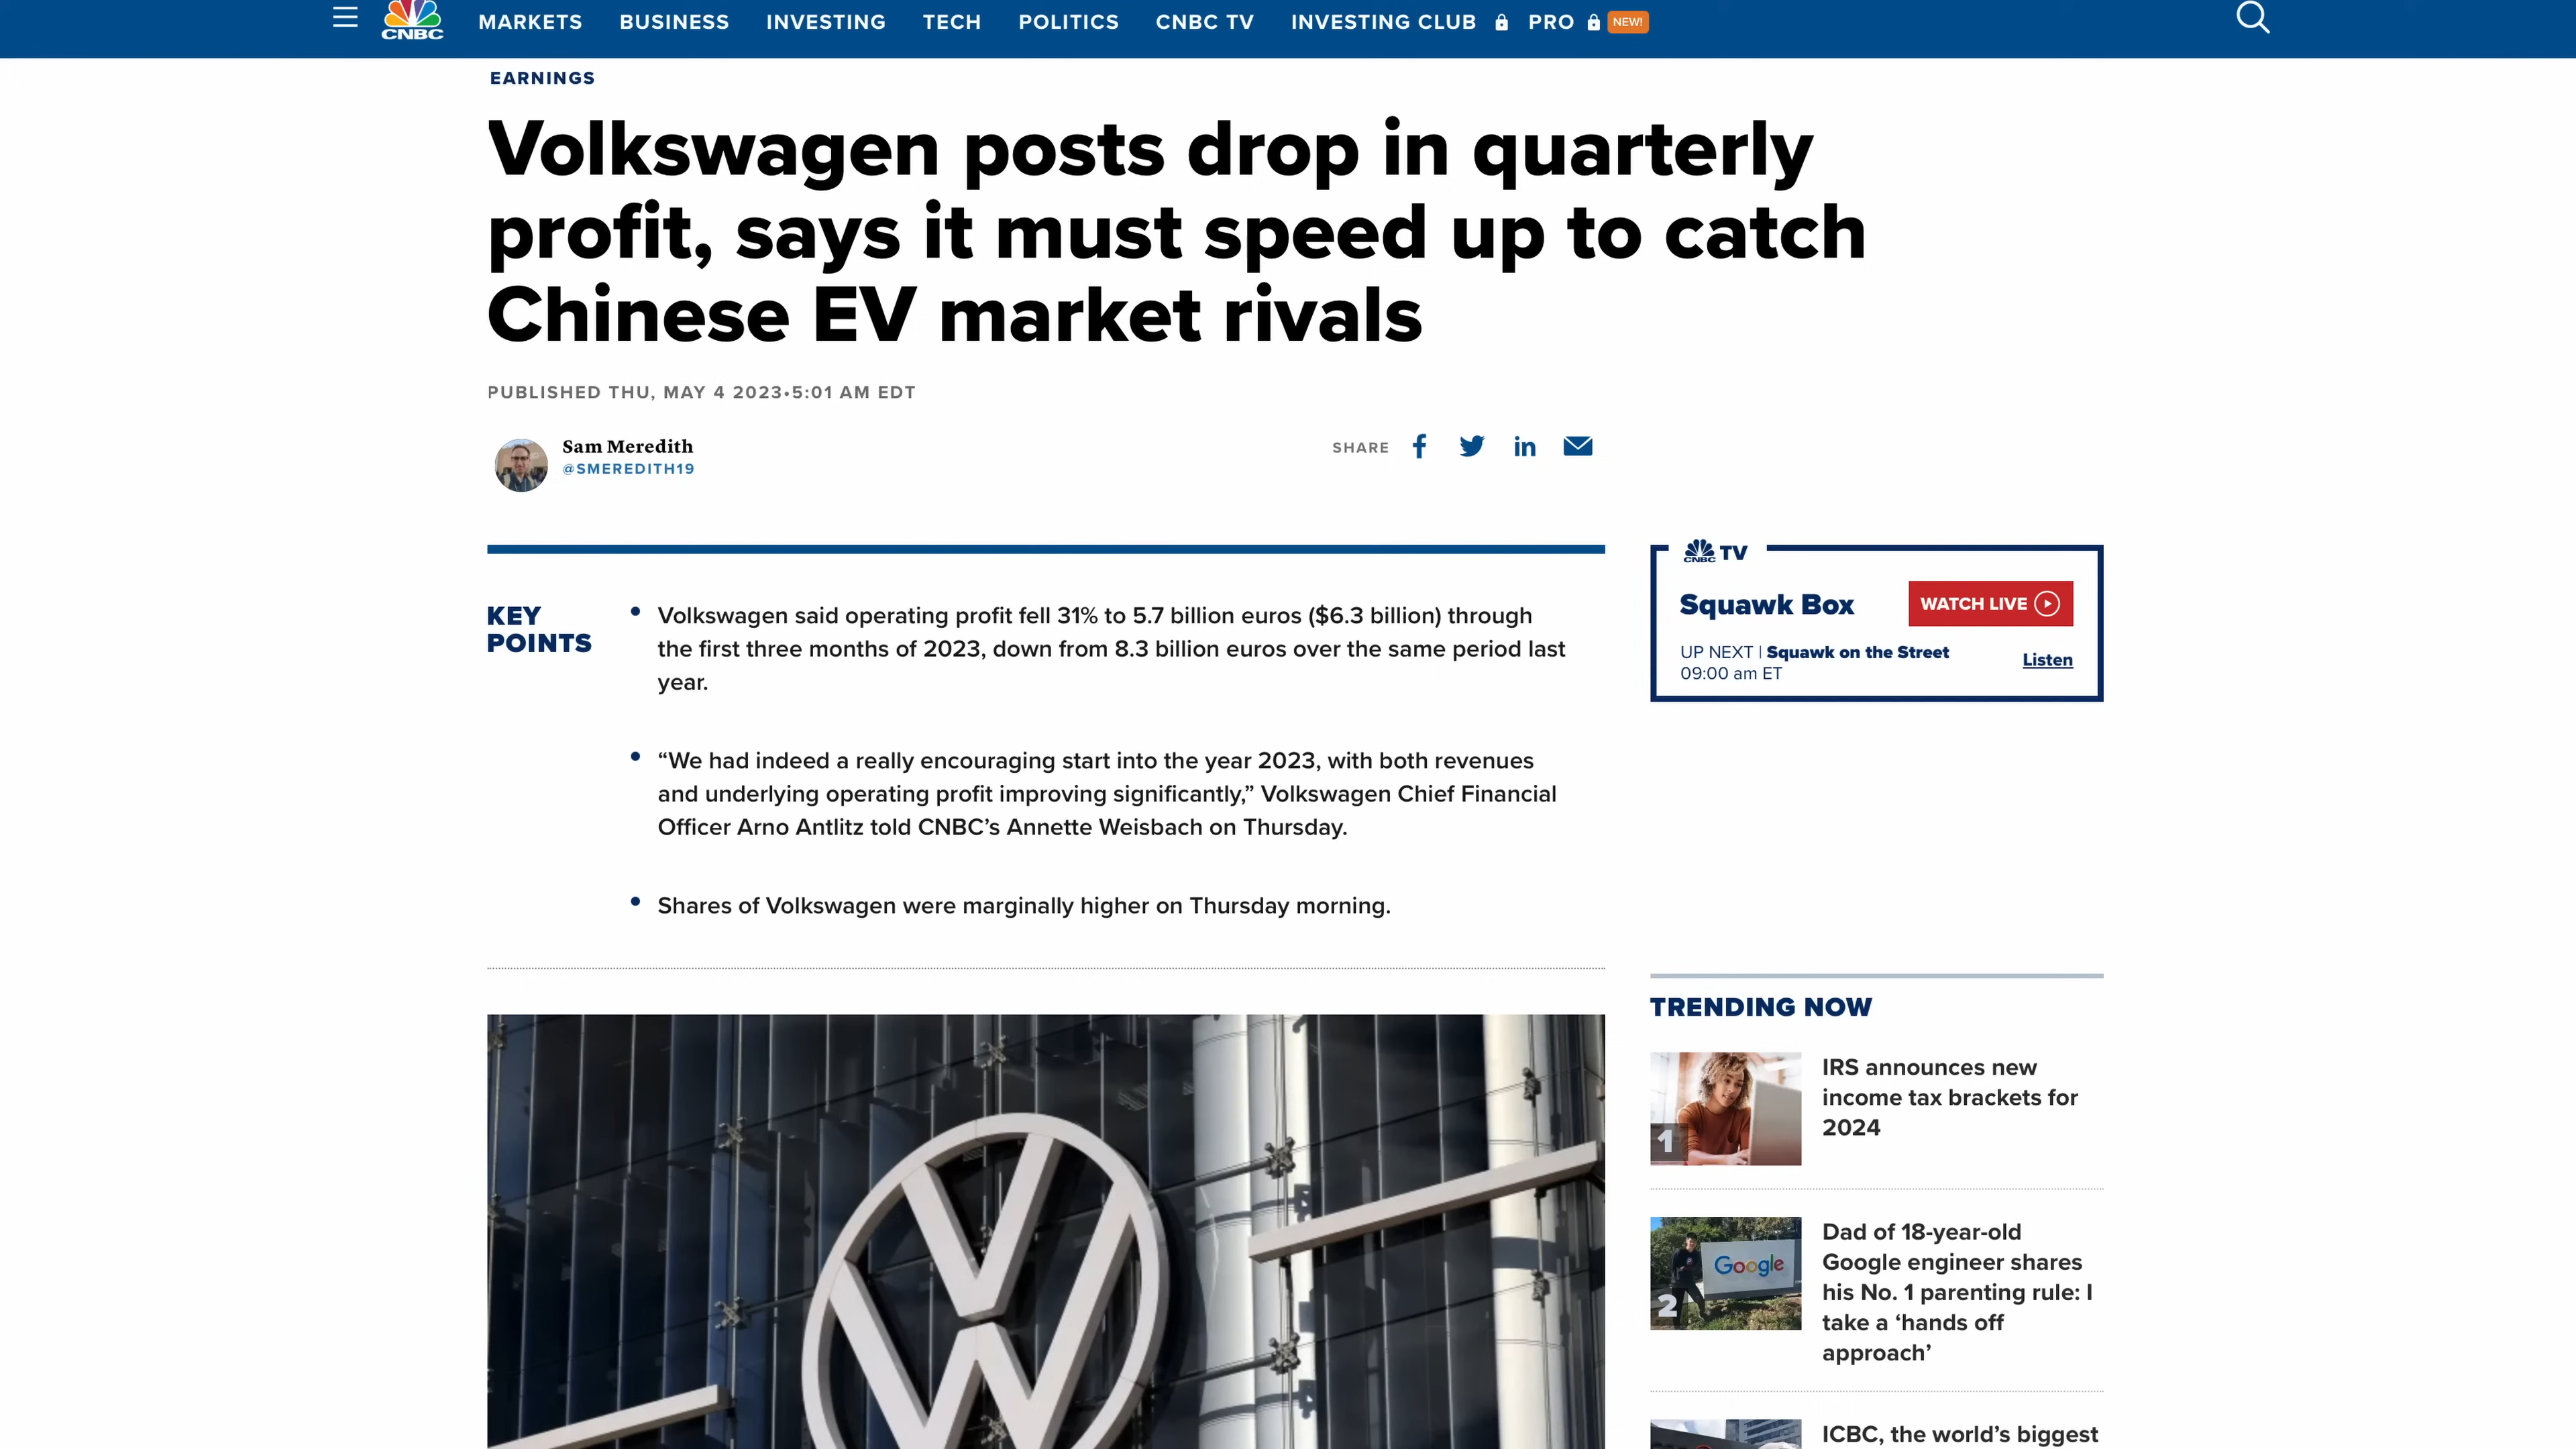 CNBC
MARKETS
BUSINESS
INVESTING
TECH
POLITICS
CNBC TV
INVESTING CLUB
PRO
NEW!
EARNINGS
Volkswagen posts drop in quarterly
profit, says it must speed up to catch
Chinese EV market rivals
PUBLISHED THU, MAY 4 2023•5:01 AM EDT
Sam Meredith
@SMEREDITH19
SHARE
KEY
POINTS
• Volkswagen said operating profit fell 31% to 5.7 billion euros ($6.3 billion) through
the first three months of 2023, down from 8.3 billion euros over the same period last
year.
• “We had indeed a really encouraging start into the year 2023, with both revenues
and underlying operating profit improving significantly,” Volkswagen Chief Financial
Officer Arno Antlitz told CNBC’s Annette Weisbach on Thursday.
• Shares of Volkswagen were marginally higher on Thursday morning.
CNBC TV
Squawk Box
WATCH LIVE
UP NEXT | Squawk on the Street
09:00 am ET
Listen
TRENDING NOW
1
IRS announces new
income tax brackets for
2024
Google
2
Dad of 18-year-old
Google engineer shares
his No. 1 parenting rule: I
take a ‘hands off
approach’
ICBC, the world’s biggest
VW